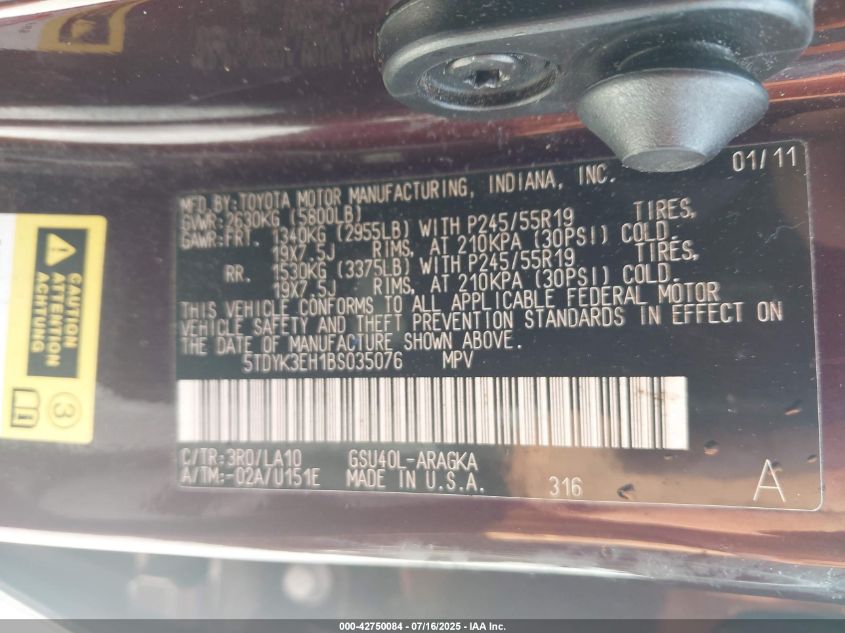 01/11
MFD. BY: TOYOTA MOTOR MANUFACTURING, INDIANA, INC.
GVWR: 2630KG (5800LB)
GAWR: FRT. 1340KG (2955LB) WITH P245/55R19 TIRES,
19X7.5J RIMS, AT 210KPA (30PSI) COLD.
RR. 1530KG (3375LB) WITH P245/55R19 TIRES,
19X7.5J RIMS, AT 210KPA (30PSI) COLD.
THIS VEHICLE CONFORMS TO ALL APPLICABLE FEDERAL MOTOR
VEHICLE SAFETY AND THEFT PREVENTION STANDARDS IN EFFECT ON
THE DATE OF MANUFACTURE SHOWN ABOVE.
5TDYK3EH1BS035076 MPV
C/TR: 3R0/LA10 GSU40L-ARAGKA
A/TM: -02A/U151E MADE IN U.S.A.
316 A
CAUTION
ATTENTION
ACHTUNG
3
000-42750084 - 07/16/2025 - IAA Inc.